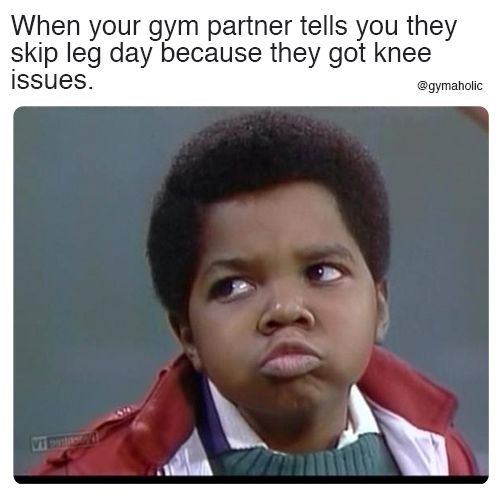 When your gym partner tells you they
skip leg day because they got knee
issues.
@gymaholic